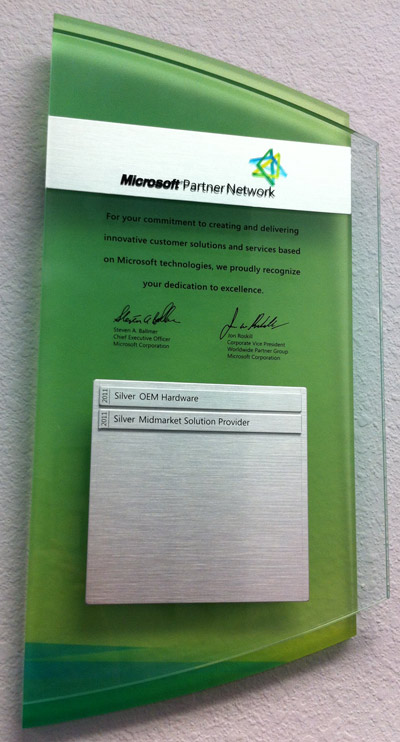 Microsoft Partner Network
For your commitment to creating and delivering
innovative customer solutions and services based
on Microsoft technologies, we proudly recognize
your dedication to excellence.
Steven A. Ballmer
Chief Executive Officer
Microsoft Corporation
Jon Roskill
Corporate Vice President
Worldwide Partner Group
Microsoft Corporation
2011 Silver OEM Hardware
2011 Silver Midmarket Solution Provider